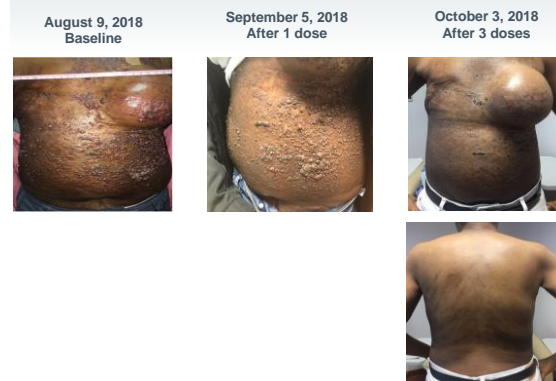 August 9, 2018
Baseline
September 5, 2018
After 1 dose
October 3, 2018
After 3 doses